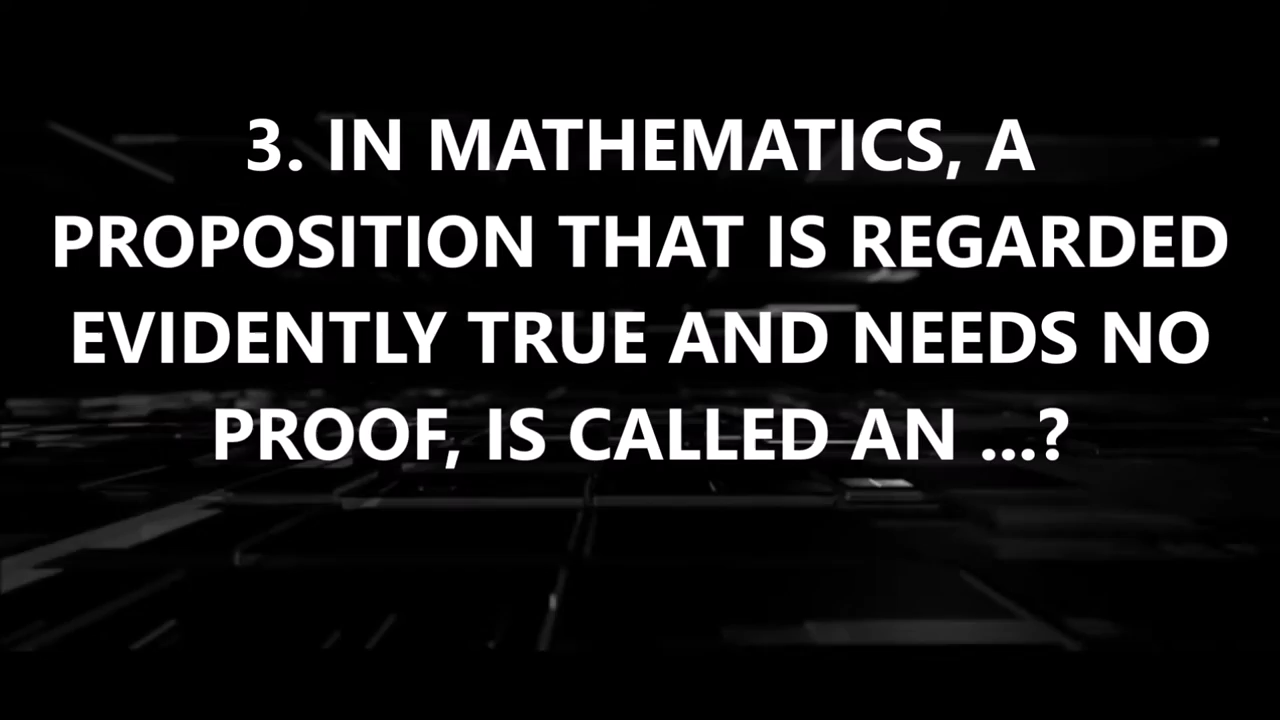 3. IN MATHEMATICS, A
PROPOSITION THAT IS REGARDED
EVIDENTLY TRUE AND NEEDS NO
PROOF, IS CALLED AN ...?